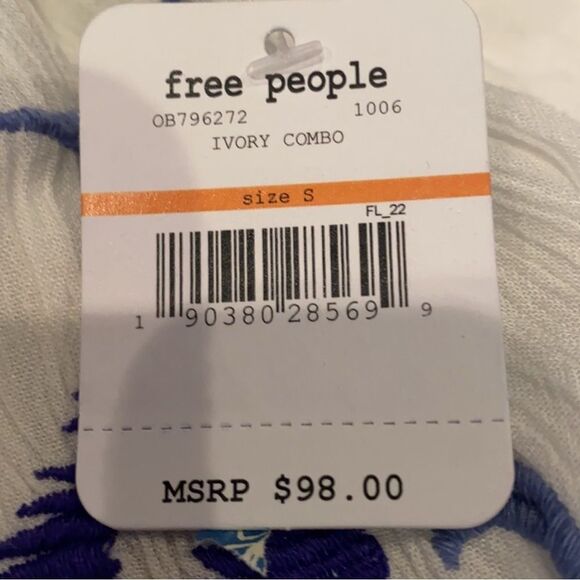 free people
OB796272 1006
IVORY COMBO
size S
FL_22
1 90380 28569 9
MSRP $98.00